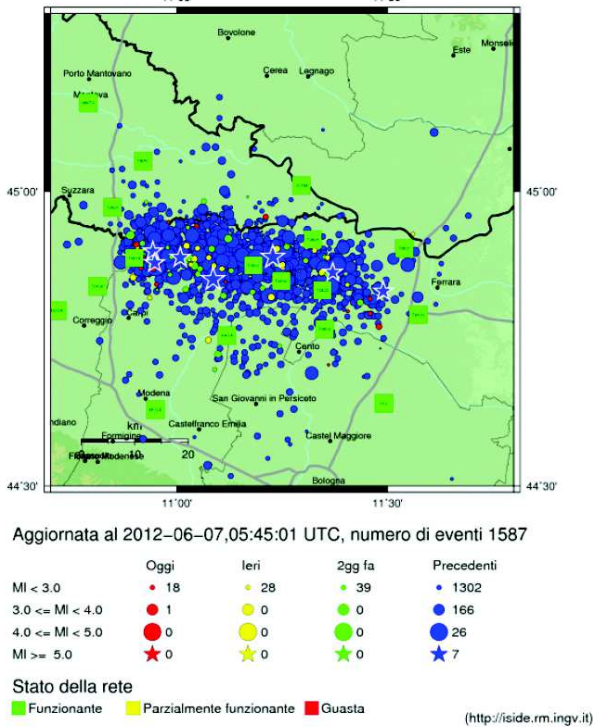 Bovolone
Este
Monseli
Porto Mantovano
Cerea
Legnago
Mantova
Suzzara
45°00'
45°00'
Ferrara
Correggio
Carpi
Cento
Modena
San Giovanni in Persiceto
km
Castelfranco Emilia
Formigine
Castel Maggiore
0 10 20
Bologna
44°30'
44°30'
11°00'
11°30'
Aggiornata al 2012-06-07,05:45:01 UTC, numero di eventi 1587
Oggi Ieri 2gg fa Precedenti
Ml < 3.0 18 28 39 1302
3.0 <= Ml < 4.0 1 0 0 166
4.0 <= Ml < 5.0 0 0 0 26
Ml >= 5.0 0 0 0 7
Stato della rete
Funzionante Parzialmente funzionante Guasta
(http://iside.rm.ingv.it)